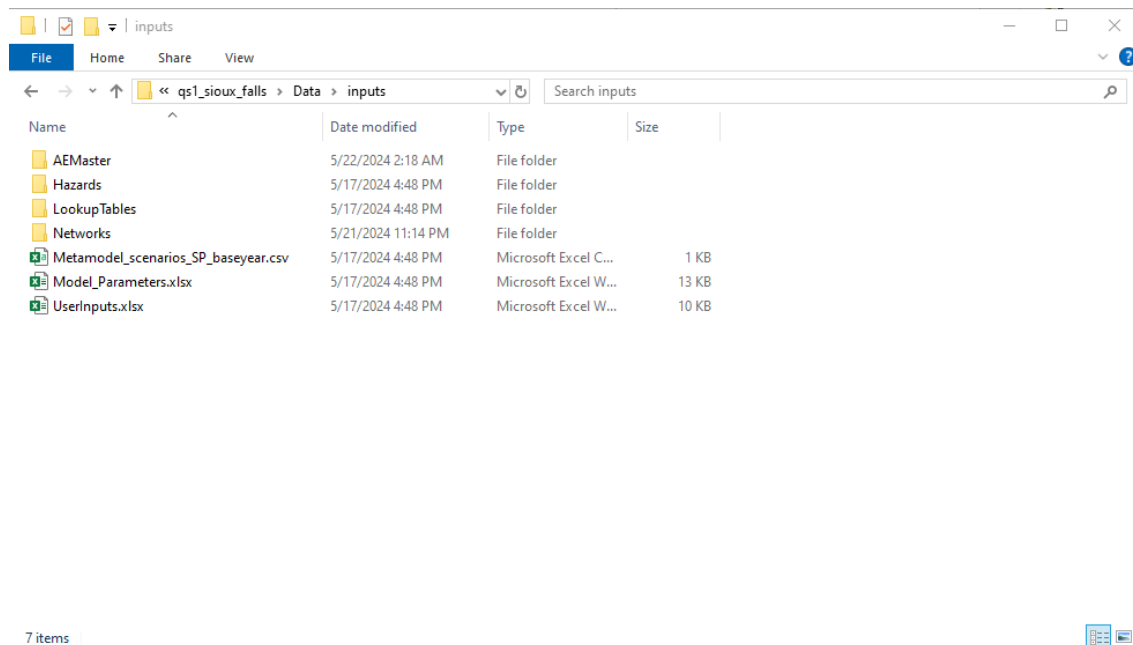 inputs
File Home Share View
« qs1_sioux_falls > Data > inputs Search inputs
Name Date modified Type Size
AEMaster 5/22/2024 2:18 AM File folder
Hazards 5/17/2024 4:48 PM File folder
LookupTables 5/17/2024 4:48 PM File folder
Networks 5/21/2024 11:14 PM File folder
Metamodel_scenarios_SP_baseyear.csv 5/17/2024 4:48 PM Microsoft Excel C... 1 KB
Model_Parameters.xlsx 5/17/2024 4:48 PM Microsoft Excel W... 13 KB
UserInputs.xlsx 5/17/2024 4:48 PM Microsoft Excel W... 10 KB
7 items